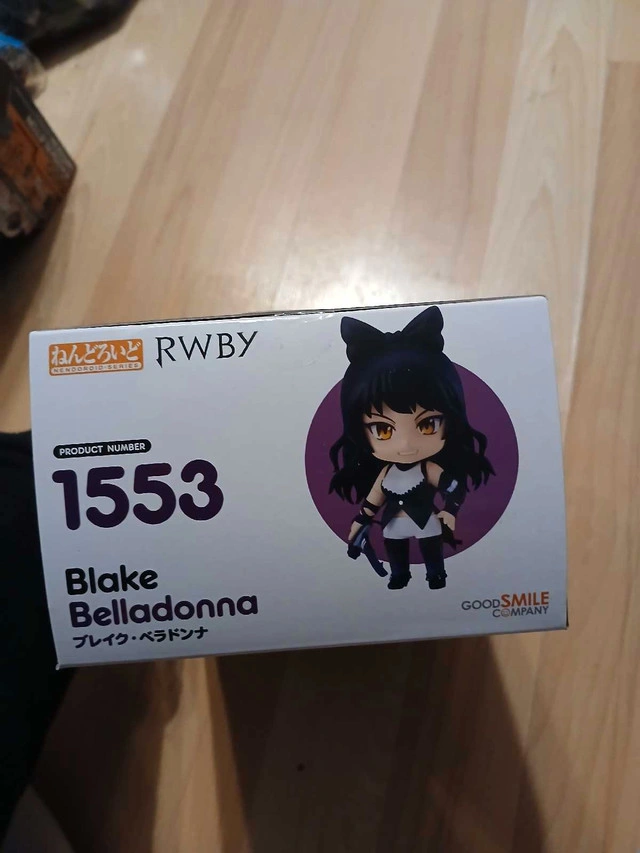 ねんどろいど
NENDOROID SERIES
RWBY
PRODUCT NUMBER
1553
Blake
Belladonna
ブレイク・ベラドンナ
GOOD SMILE
COMPANY